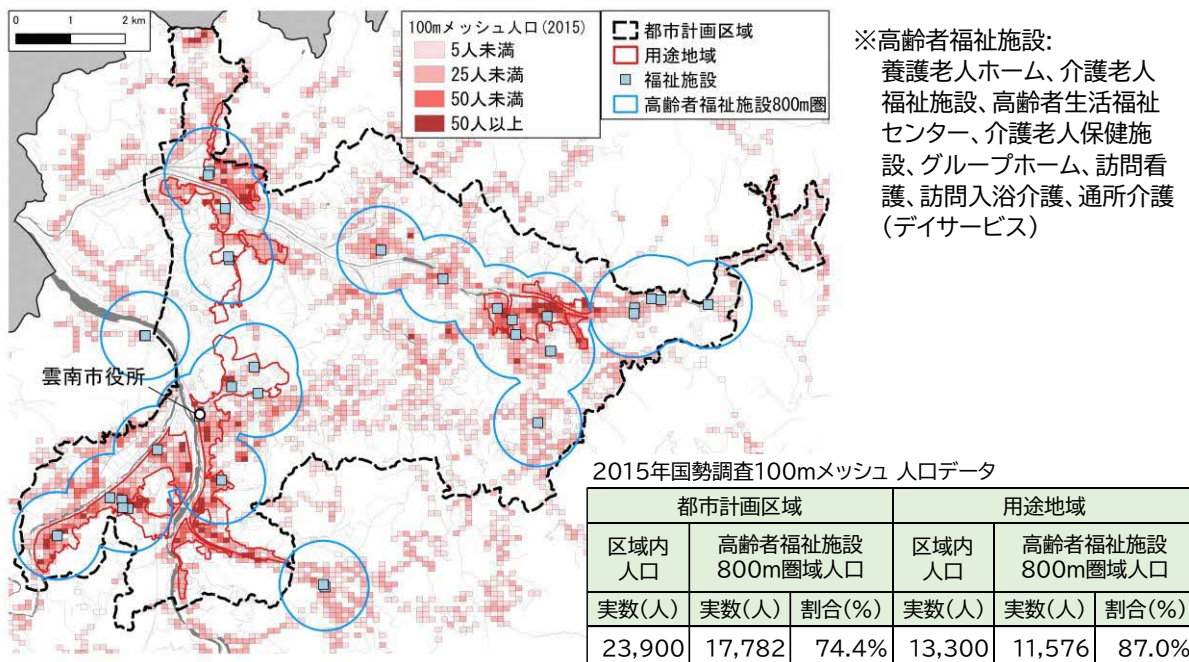 0 1 2 km
100mメッシュ人口(2015)
5人未満
25人未満
50人未満
50人以上
都市計画区域
用途地域
福祉施設
高齢者福祉施設800m圏
※高齢者福祉施設:
養護老人ホーム、介護老人
福祉施設、高齢者生活福祉
センター、介護老人保健施
設、グループホーム、訪問看
護、訪問入浴介護、通所介護
(デイサービス)
雲南市役所
2015年国勢調査100mメッシュ 人口データ
都市計画区域 用途地域
区域内 高齢者福祉施設 区域内 高齢者福祉施設
人口 800m圏域人口 人口 800m圏域人口
実数(人) 実数(人) 割合(%) 実数(人) 実数(人) 割合(%)
23,900 17,782 74.4% 13,300 11,576 87.0%